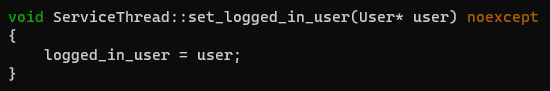 void ServiceThread::set_logged_in_user(User* user) noexcept
{
    logged_in_user = user;
}